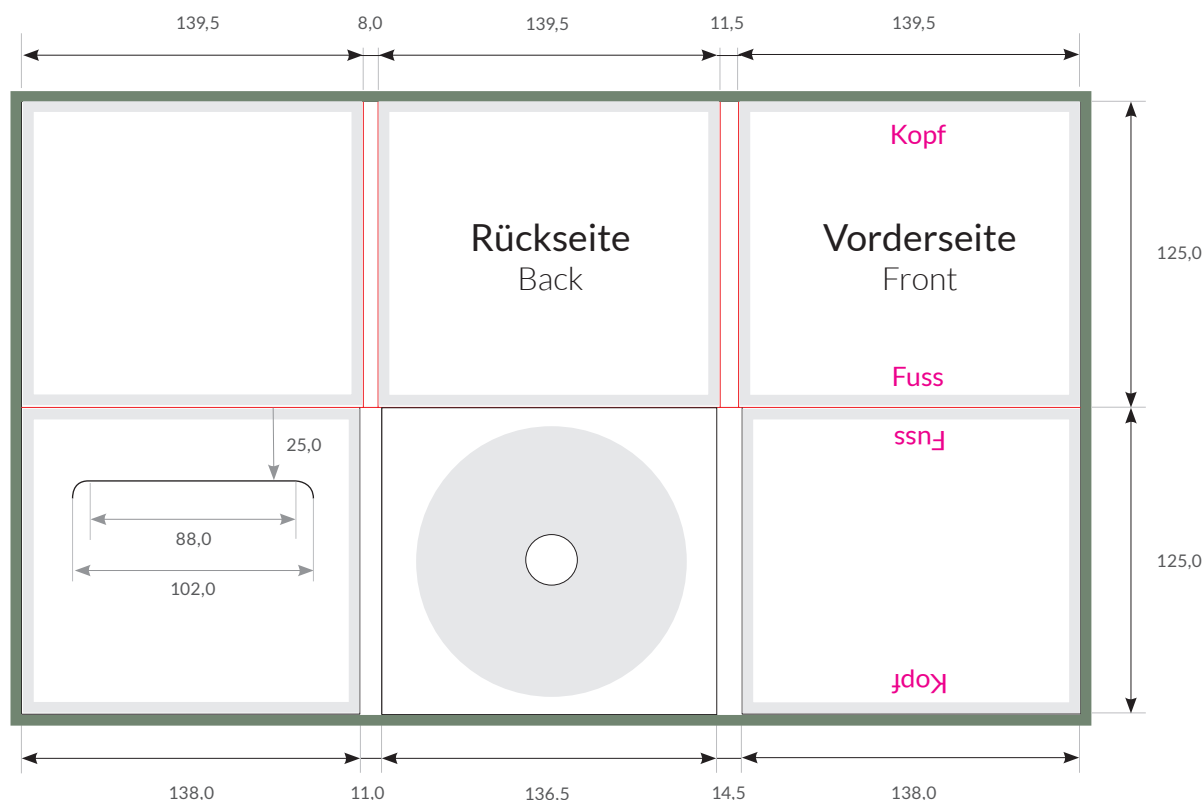 139,5
8,0
139,5
11,5
139,5
Kopf
Rückseite
Back
Vorderseite
Front
125,0
Fuss
Fuss
25,0
88,0
102,0
125,0
Kopf
138,0
11,0
136,5
14,5
138,0